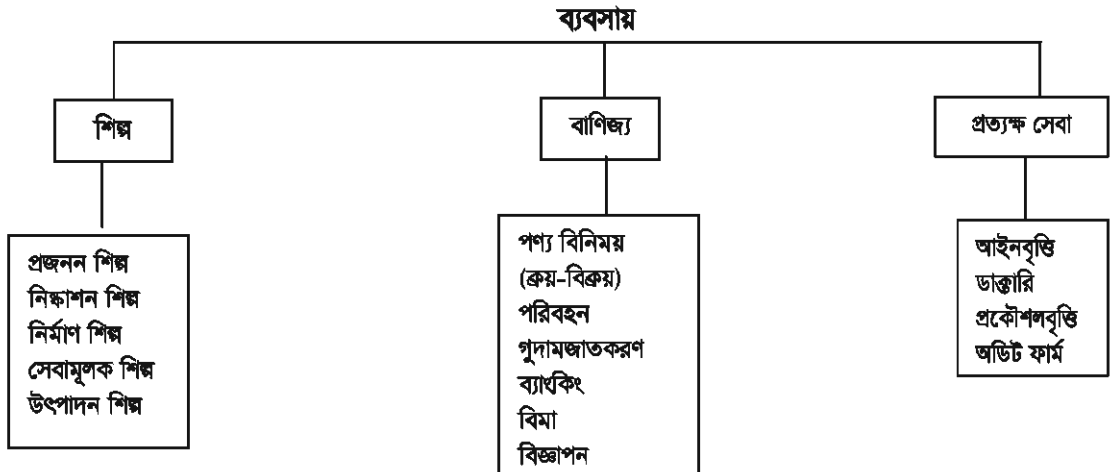 ব্যবসায়
শিল্প
বাণিজ্য
প্রত্যক্ষ সেবা
প্রজনন শিল্প
নিষ্কাশন শিল্প
নির্মাণ শিল্প
সেবামূলক শিল্প
উৎপাদন শিল্প
পণ্য বিনিময়
(ক্রয়-বিক্রয়)
পরিবহন
গুদামজাতকরণ
ব্যাংকিং
বিমা
বিজ্ঞাপন
আইনবৃত্তি
ডাক্তারি
প্রকৌশলবৃত্তি
অডিট ফার্ম